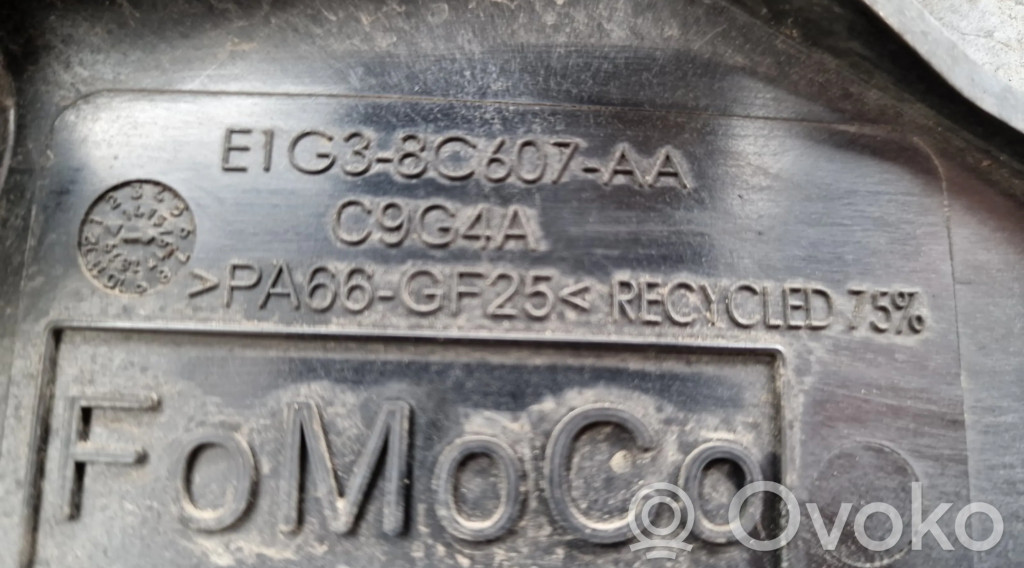 E1G3-8C607-AA
C9G4A
>PA66-GF25< RECYCLED 75%
FoMoCo
Ovoko